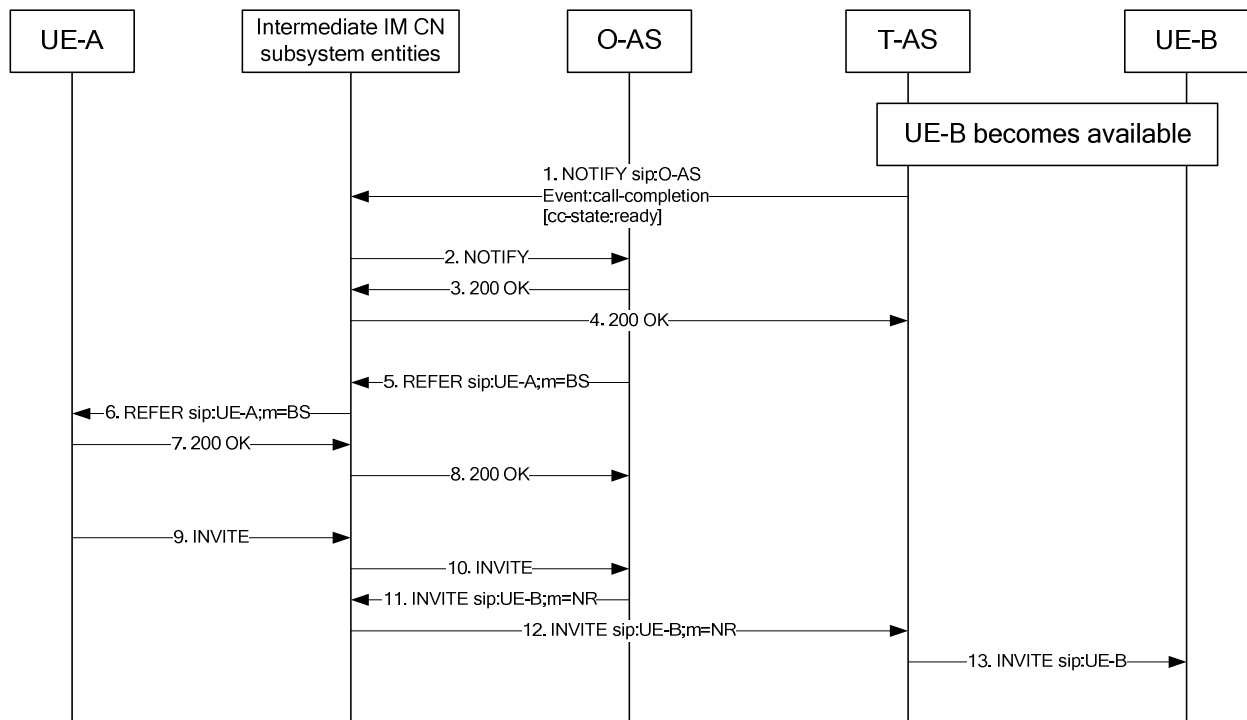 UE-A
Intermediate IM CN
subsystem entities
O-AS
T-AS
UE-B
UE-B becomes available
1. NOTIFY sip:O-AS
Event:call-completion
[cc-state:ready]
2. NOTIFY
3. 200 OK
4. 200 OK
5. REFER sip:UE-A;m=BS
6. REFER sip:UE-A;m=BS
7. 200 OK
8. 200 OK
9. INVITE
10. INVITE
11. INVITE sip:UE-B;m=NR
12. INVITE sip:UE-B;m=NR
13. INVITE sip:UE-B